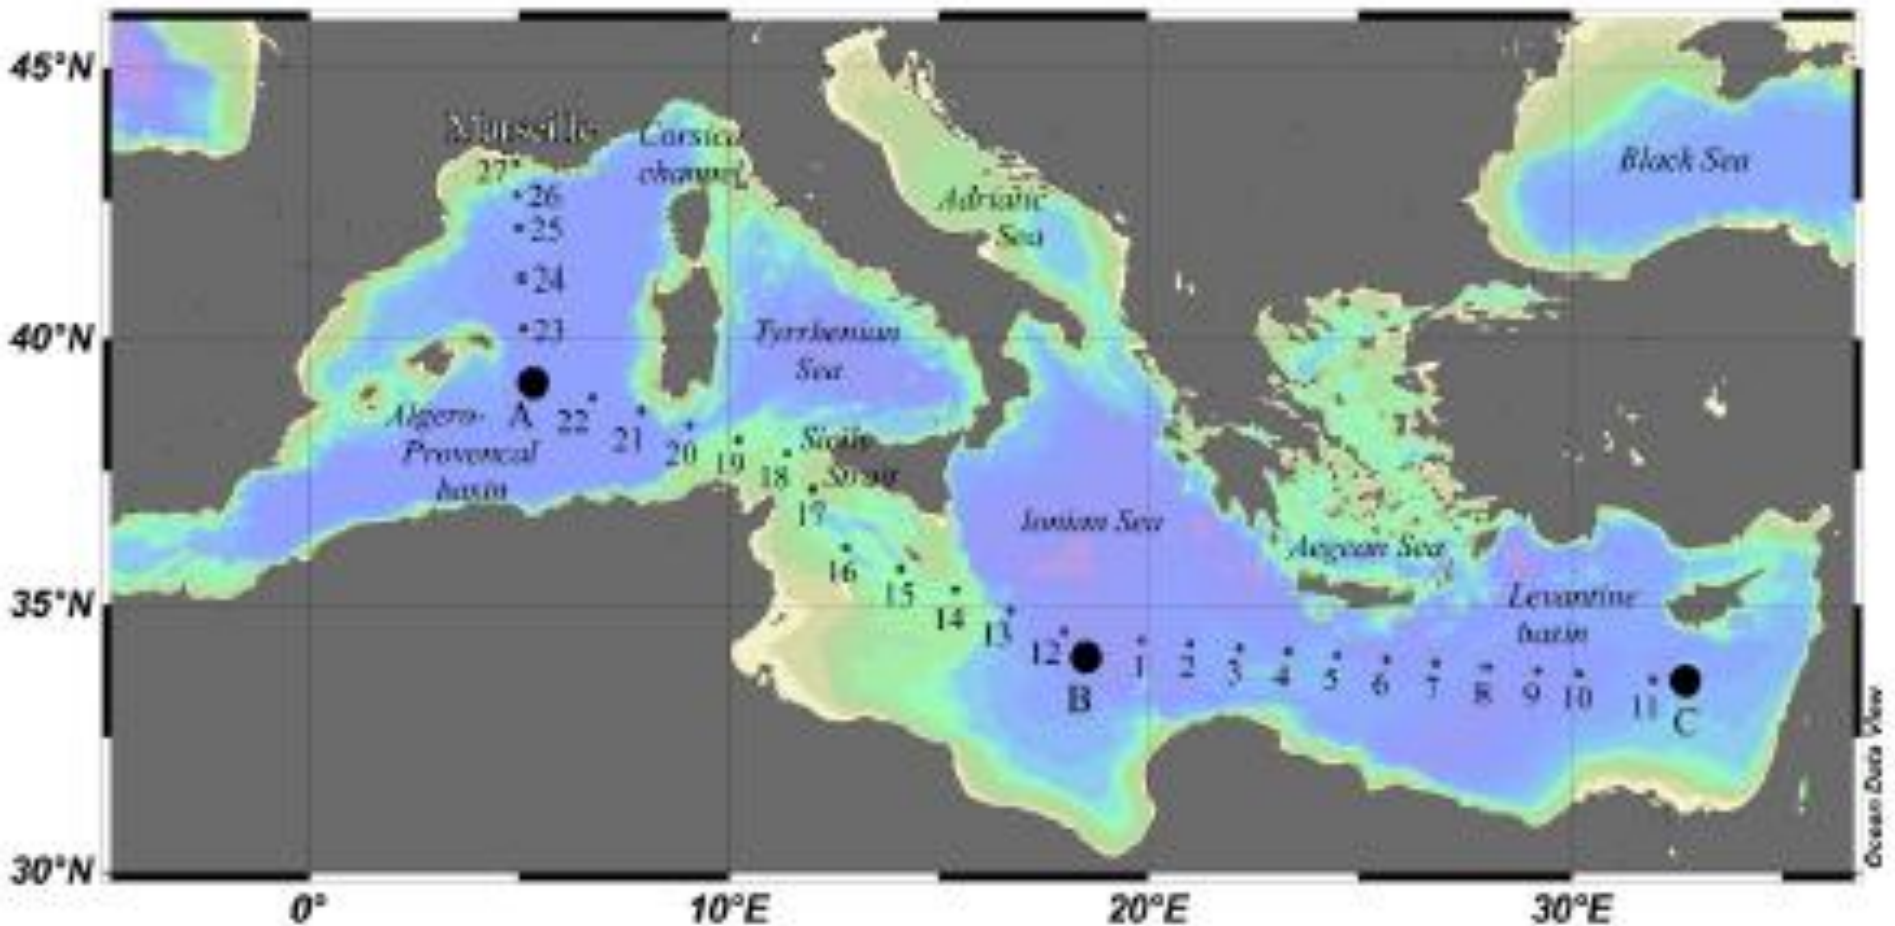 45°N
40°N
35°N
30°N
0°
10°E
20°E
30°E
Marseille
Corsica
channel
27
26
25
24
23
A
22
21
20
19
18
17
16
15
14
13
12
B
1
2
3
4
5
6
7
8
9
10
11
C
Algero-
Provencal
basin
Tyrrhenian
Sea
Sicily
Strait
Adriatic
Sea
Ionian Sea
Aegean Sea
Levantine
basin
Black Sea
Ocean Data View